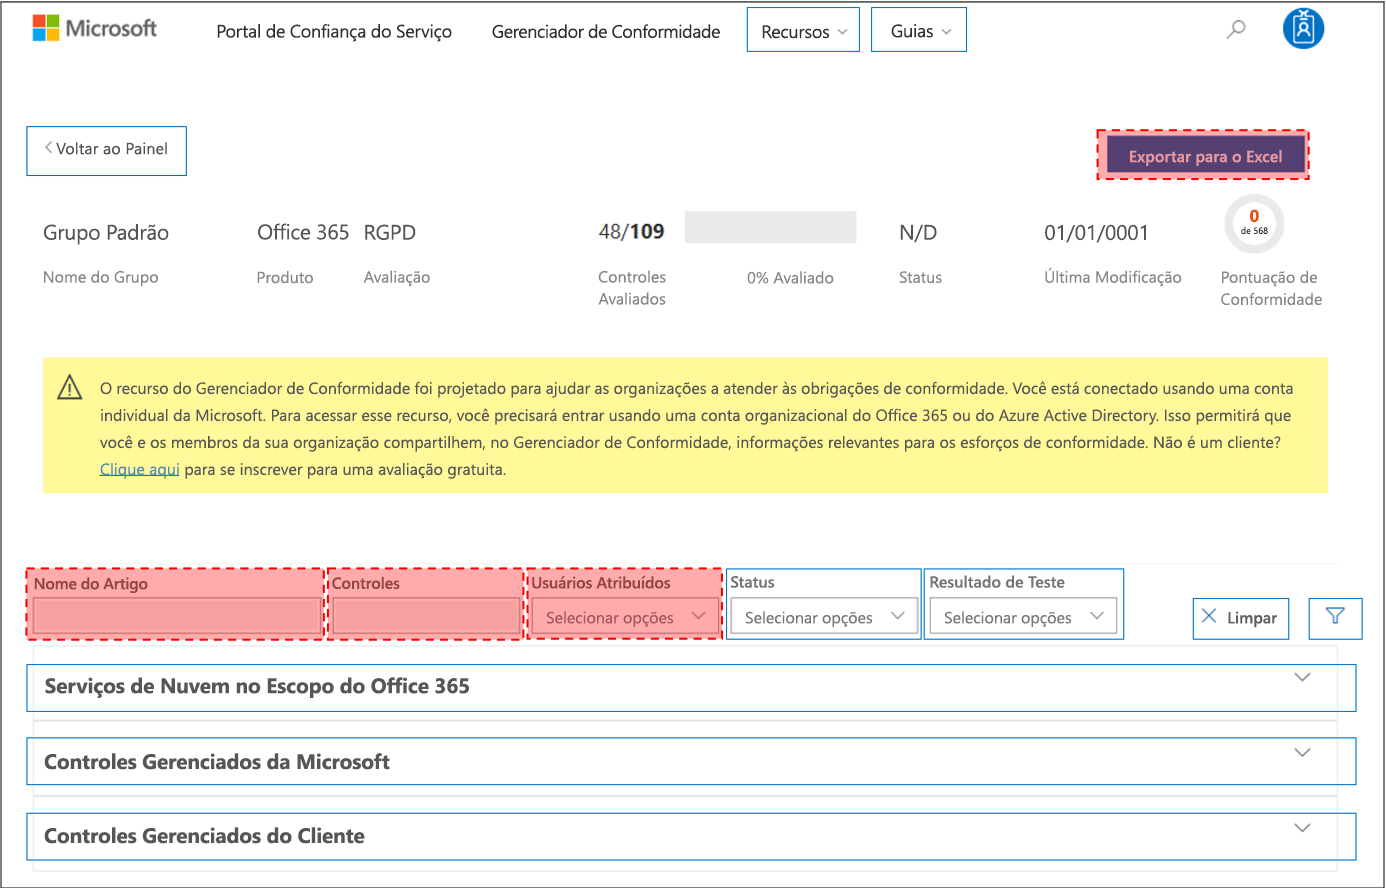 Microsoft
Portal de Confiança do Serviço
Gerenciador de Conformidade
Recursos
Guias
Voltar ao Painel
Exportar para o Excel
Grupo Padrão
Nome do Grupo
Office 365
Produto
RGPD
Avaliação
48/109
Controles
Avaliados
0% Avaliado
N/D
Status
01/01/0001
Última Modificação
0
de 568
Pontuação de
Conformidade
O recurso do Gerenciador de Conformidade foi projetado para ajudar as organizações a atender às obrigações de conformidade. Você está conectado usando uma conta
individual da Microsoft. Para acessar esse recurso, você precisará entrar usando uma conta organizacional do Office 365 ou do Azure Active Directory. Isso permitirá que
você e os membros da sua organização compartilhem, no Gerenciador de Conformidade, informações relevantes para os esforços de conformidade. Não é um cliente?
Clique aqui para se inscrever para uma avaliação gratuita.
Nome do Artigo
Controles
Usuários Atribuídos
Selecionar opções
Status
Selecionar opções
Resultado de Teste
Selecionar opções
Limpar
Serviços de Nuvem no Escopo do Office 365
Controles Gerenciados da Microsoft
Controles Gerenciados do Cliente